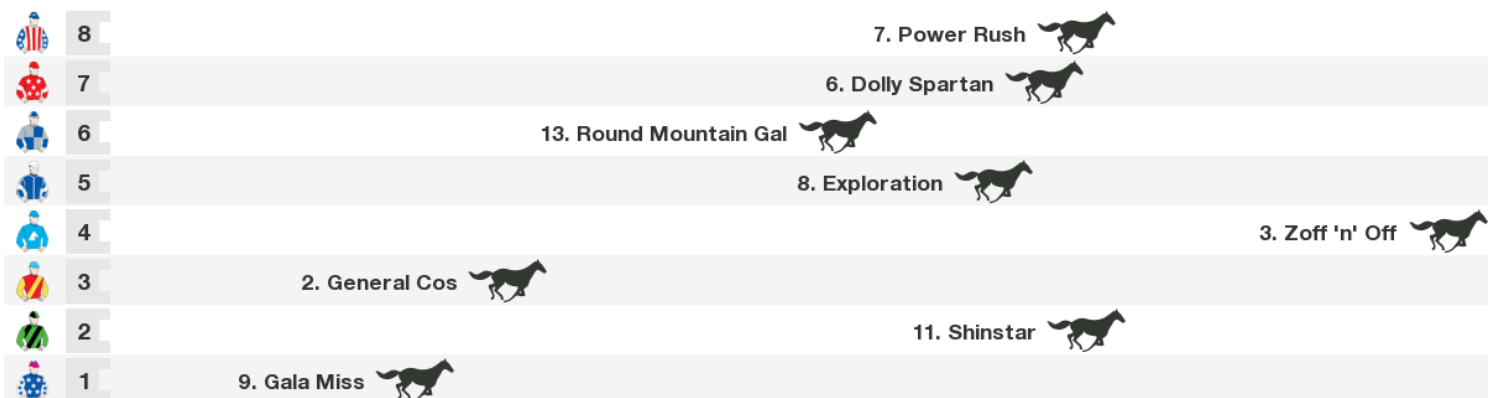 8 7. Power Rush
7 6. Dolly Spartan
6 13. Round Mountain Gal
5 8. Exploration
4 3. Zoff 'n' Off
3 2. General Cos
2 11. Shinstar
1 9. Gala Miss